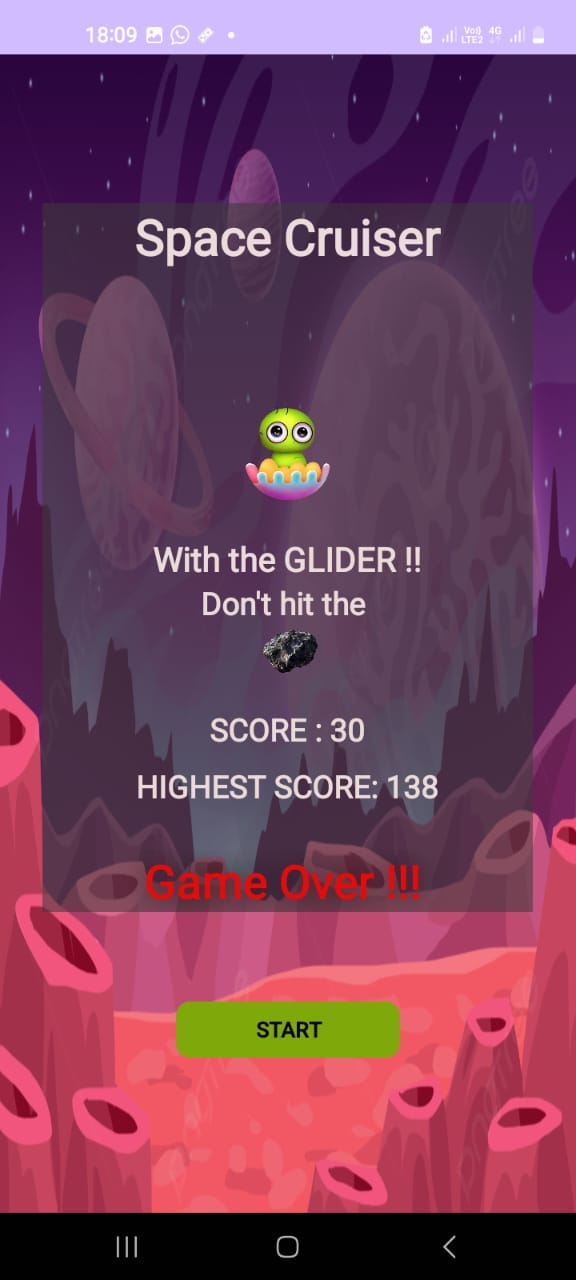 18:09
Vo))
LTE2
4G
Space Cruiser
With the GLIDER !!
Don't hit the
SCORE : 30
HIGHEST SCORE: 138
Game Over !!!
START